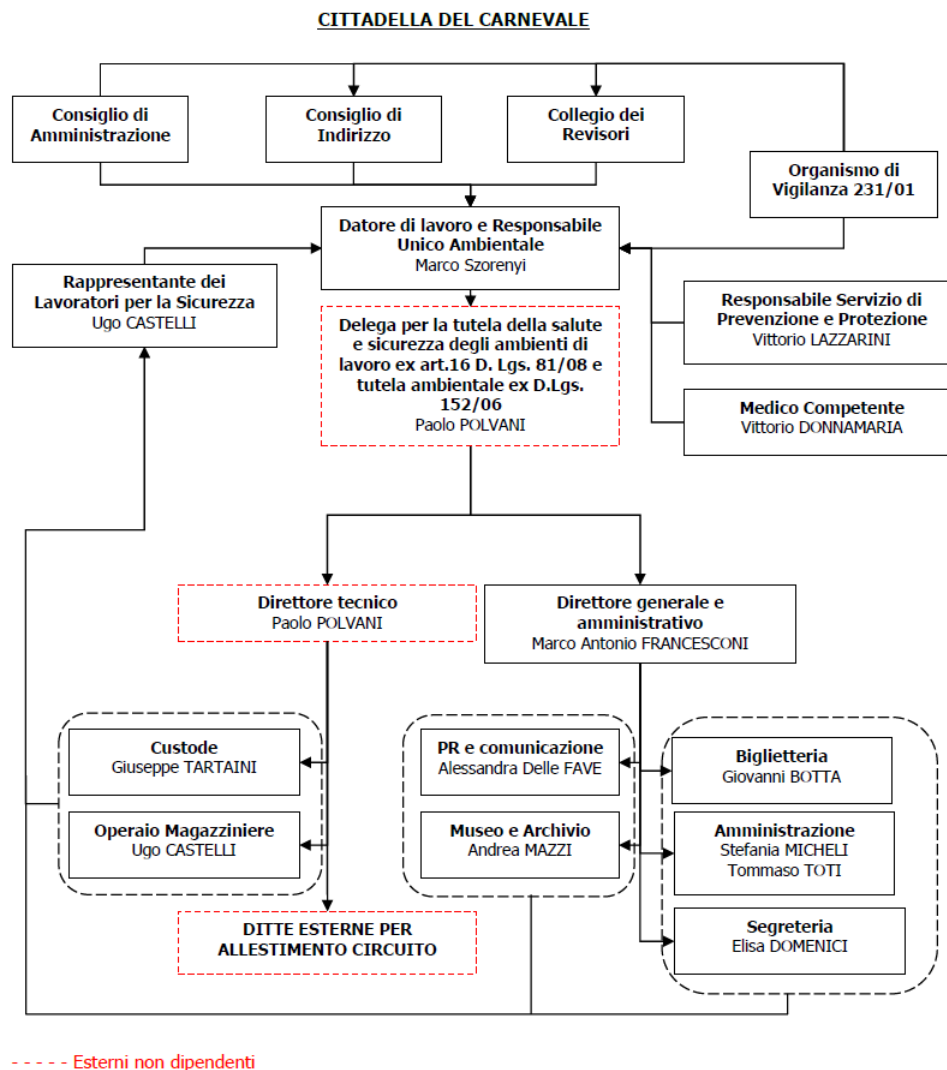 CITTADELLA DEL CARNEVALE
Consiglio di
Amministrazione
Consiglio di
Indirizzo
Collegio dei
Revisori
Organismo di
Vigilanza 231/01
Datore di lavoro e Responsabile
Unico Ambientale
Marco Szorenyi
Rappresentante dei
Lavoratori per la Sicurezza
Ugo CASTELLI
Responsabile Servizio di
Prevenzione e Protezione
Vittorio LAZZARINI
Delega per la tutela della salute
e sicurezza degli ambienti di
lavoro ex art.16 D. Lgs. 81/08 e
tutela ambientale ex D.Lgs.
152/06
Paolo POLVANI
Medico Competente
Vittorio DONNAMARIA
Direttore tecnico
Paolo POLVANI
Direttore generale e
amministrativo
Marco Antonio FRANCESCONI
Custode
Giuseppe TARTAINI
Operaio Magazziniere
Ugo CASTELLI
PR e comunicazione
Alessandra Delle FAVE
Museo e Archivio
Andrea MAZZI
Biglietteria
Giovanni BOTTA
Amministrazione
Stefania MICHELI
Tommaso TOTI
Segreteria
Elisa DOMENICI
DITTE ESTERNE PER
ALLESTIMENTO CIRCUITO
- - - - - Esterni non dipendenti